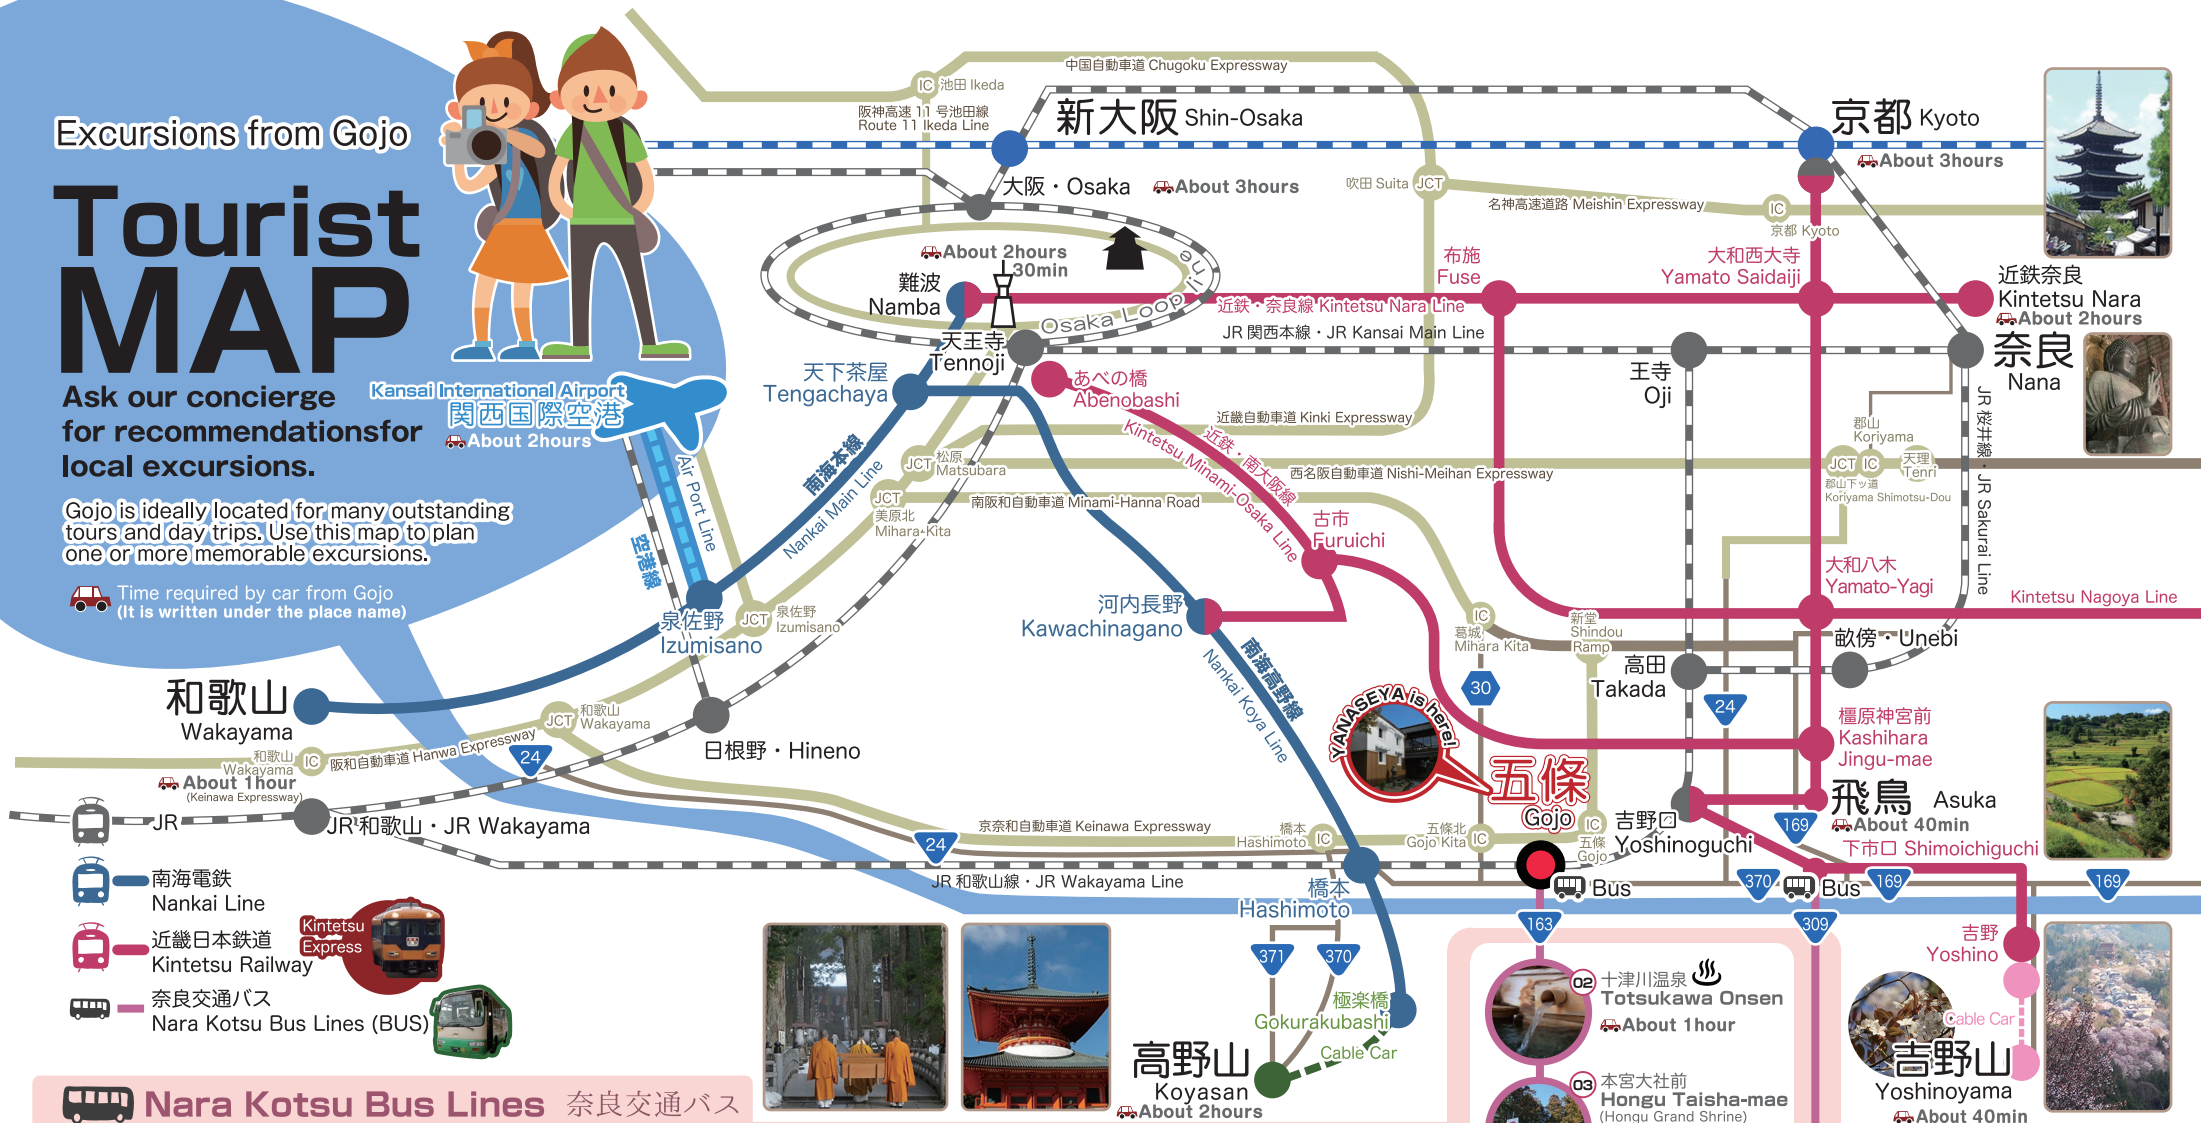 Excursions from Gojo
Tourist
MAP
Ask our concierge
for recommendationsfor
local excursions.
Gojo is ideally located for many outstanding
tours and day trips. Use this map to plan
one or more memorable excursions.
Time required by car from Gojo
(It is written under the place name)
Kansai International Airport
関西国際空港
About 2hours
Air Port Line
空港線
中国自動車道 Chugoku Expressway
IC 池田 Ikeda
阪神高速 11 号池田線
Route 11 Ikeda Line
新大阪 Shin-Osaka
京都 Kyoto
About 3hours
大阪・Osaka
About 3hours
吹田 Suita JCT
名神高速道路 Meishin Expressway
IC
京都 Kyoto
About 2hours
30min
難波
Namba
Osaka Loop line
天王寺
Tennoji
布施
Fuse
大和西大寺
Yamato Saidaiji
近鉄奈良
Kintetsu Nara
About 2hours
近鉄・奈良線 Kintetsu Nara Line
JR 関西本線・JR Kansai Main Line
奈良
Nana
王寺
Oji
天下茶屋
Tengachaya
あべの橋
Abenobashi
近畿自動車道 Kinki Expressway
近鉄・南大阪線
Kintetsu Minami-Osaka Line
郡山
Koriyama
JCT IC
天理
Tenri
郡山下ッ道
Koriyama Shimotsu-Dou
JR 桜井線・JR Sakurai Line
JCT
松原
Matsubara
西名阪自動車道 Nishi-Meihan Expressway
JCT
美原北
Mihara-Kita
南阪和自動車道 Minami-Hanna Road
南海本線
Nankai Main Line
古市
Furuichi
大和八木
Yamato-Yagi
Kintetsu Nagoya Line
泉佐野
Izumisano
JCT
泉佐野
Izumisano
河内長野
Kawachinagano
IC
葛城
Mihara Kita
新堂
Shindou
Ramp
畝傍・Unebi
高田
Takada
30
24
南海高野線
Nankai Koya Line
和歌山
Wakayama
JCT
和歌山
Wakayama
日根野・Hineno
和歌山
Wakayama
IC
阪和自動車道 Hanwa Expressway
24
About 1hour
(Keinawa Expressway)
YANASEYA is here!
五條
Gojo
橿原神宮前
Kashihara
Jingu-mae
飛鳥 Asuka
About 40min
JR
JR 和歌山・JR Wakayama
24
京奈和自動車道 Keinawa Expressway
橋本
Hashimoto
IC
五條北
Gojo Kita
IC
IC
五條
Gojo
吉野口
Yoshinoguchi
169
下市口 Shimoichiguchi
JR 和歌山線・JR Wakayama Line
橋本
Hashimoto
Bus
370
Bus
169
169
南海電鉄
Nankai Line
近畿日本鉄道
Kintetsu Railway
Kintetsu
Express
奈良交通バス
Nara Kotsu Bus Lines (BUS)
371
370
163
309
吉野
Yoshino
Cable Car
吉野山
Yoshinoyama
About 40min
極楽橋
Gokurakubashi
Cable Car
高野山
Koyasan
About 2hours
02 十津川温泉
Totsukawa Onsen
About 1hour
03 本宮大社前
Hongu Taisha-mae
(Hongu Grand Shrine)
Nara Kotsu Bus Lines 奈良交通バス